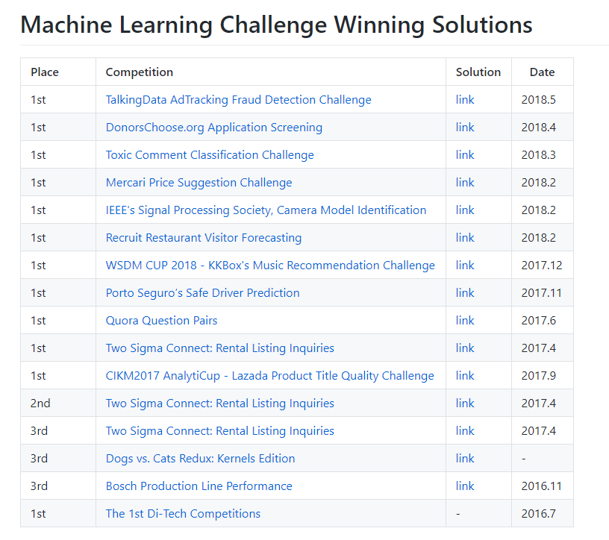 Machine Learning Challenge Winning Solutions
Place Competition Solution Date
1st TalkingData AdTracking Fraud Detection Challenge link 2018.5
1st DonorsChoose.org Application Screening link 2018.4
1st Toxic Comment Classification Challenge link 2018.3
1st Mercari Price Suggestion Challenge link 2018.2
1st IEEE's Signal Processing Society, Camera Model Identification link 2018.2
1st Recruit Restaurant Visitor Forecasting link 2018.2
1st WSDM CUP 2018 - KKBox's Music Recommendation Challenge link 2017.12
1st Porto Seguro’s Safe Driver Prediction link 2017.11
1st Quora Question Pairs link 2017.6
1st Two Sigma Connect: Rental Listing Inquiries link 2017.4
1st CIKM2017 AnalytiCup - Lazada Product Title Quality Challenge link 2017.9
2nd Two Sigma Connect: Rental Listing Inquiries link 2017.4
3rd Two Sigma Connect: Rental Listing Inquiries link 2017.4
3rd Dogs vs. Cats Redux: Kernels Edition link -
3rd Bosch Production Line Performance link 2016.11
1st The 1st Di-Tech Competitions - 2016.7